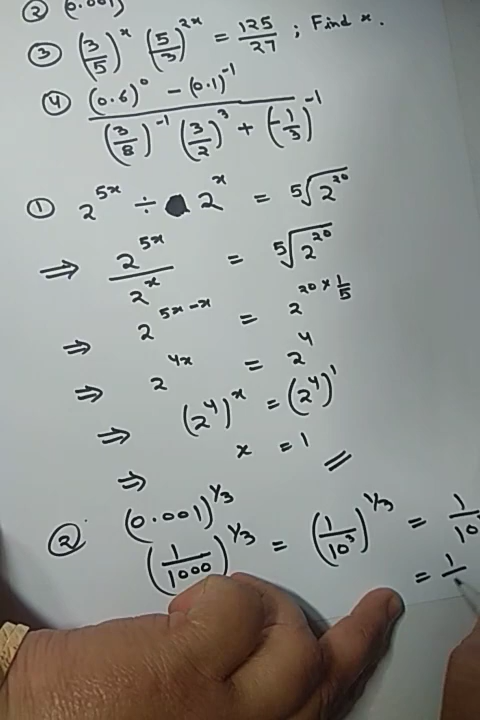 ② (0.001)
③ (3/5)^x (5/3)^2x = 125/27 ; Find x.
④ ((0.6)^0 - (0.1)^-1) / ((3/8)^-1 (3/2)^3 + (-1/3)^-1)
① 2^5x ÷ 2^x = ⁵√(2^20)
⇒ 2^5x / 2^x = ⁵√(2^20)
⇒ 2^(5x-x) = 2^(20 × 1/5)
⇒ 2^4x = 2^4
⇒ (2^4)^x = (2^4)^1
⇒ x = 1
② (0.001)^1/3
(1/1000)^1/3 = (1/10^3)^1/3 = 1/10
= 1/